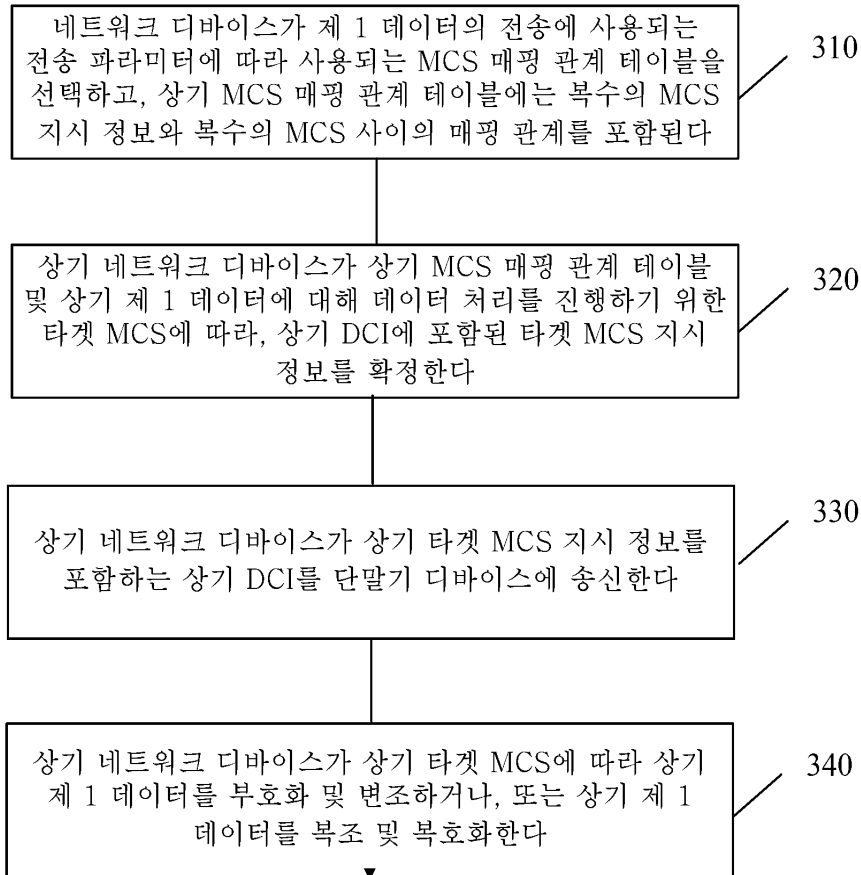 네트워크 디바이스가 제 1 데이터의 전송에 사용되는
전송 파라미터에 따라 사용되는 MCS 매핑 관계 테이블을
선택하고, 상기 MCS 매핑 관계 테이블에는 복수의 MCS
지시 정보와 복수의 MCS 사이의 매핑 관계를 포함된다
310
상기 네트워크 디바이스가 상기 MCS 매핑 관계 테이블
및 상기 제 1 데이터에 대해 데이터 처리를 진행하기 위한
타겟 MCS에 따라, 상기 DCI에 포함된 타겟 MCS 지시
정보를 확정한다
320
상기 네트워크 디바이스가 상기 타겟 MCS 지시 정보를
포함하는 상기 DCI를 단말기 디바이스에 송신한다
330
상기 네트워크 디바이스가 상기 타겟 MCS에 따라 상기
제 1 데이터를 부호화 및 변조하거나, 또는 상기 제 1
데이터를 복조 및 복호화한다
340